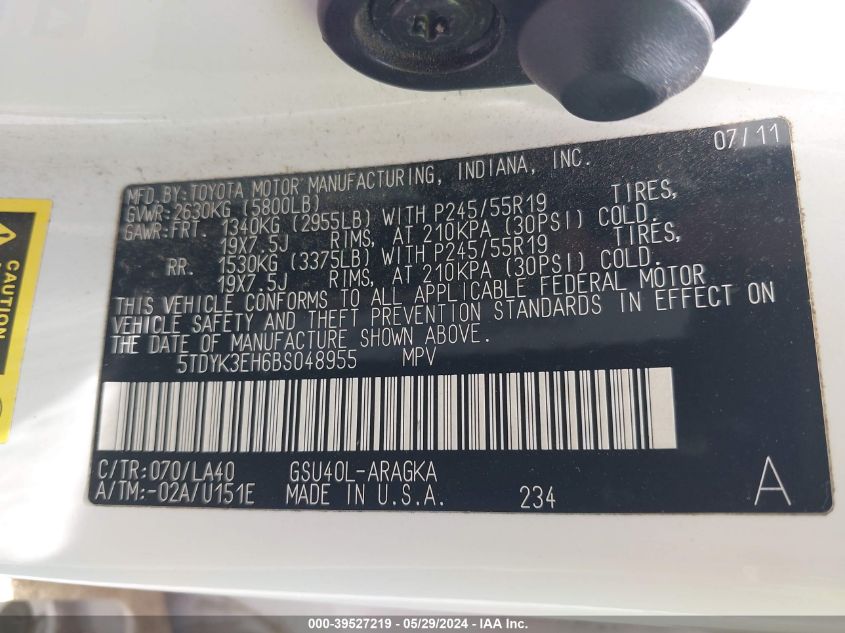 07/11
MFD. BY: TOYOTA MOTOR MANUFACTURING, INDIANA, INC.
GVWR: 2630KG (5800LB)
GAWR: FRT. 1340KG (2955LB) WITH P245/55R19 TIRES,
19X7.5J RIMS, AT 210KPA (30PSI) COLD.
RR. 1530KG (3375LB) WITH P245/55R19 TIRES,
19X7.5J RIMS, AT 210KPA (30PSI) COLD.
THIS VEHICLE CONFORMS TO ALL APPLICABLE FEDERAL MOTOR
VEHICLE SAFETY AND THEFT PREVENTION STANDARDS IN EFFECT ON
THE DATE OF MANUFACTURE SHOWN ABOVE.
5TDYK3EH6BS048955 MPV
C/TR: 070/LA40 GSU40L-ARAGKA
A/TM: -02A/U151E MADE IN U.S.A. 234 A
CAUTION
000-39527219 - 05/29/2024 - IAA Inc.